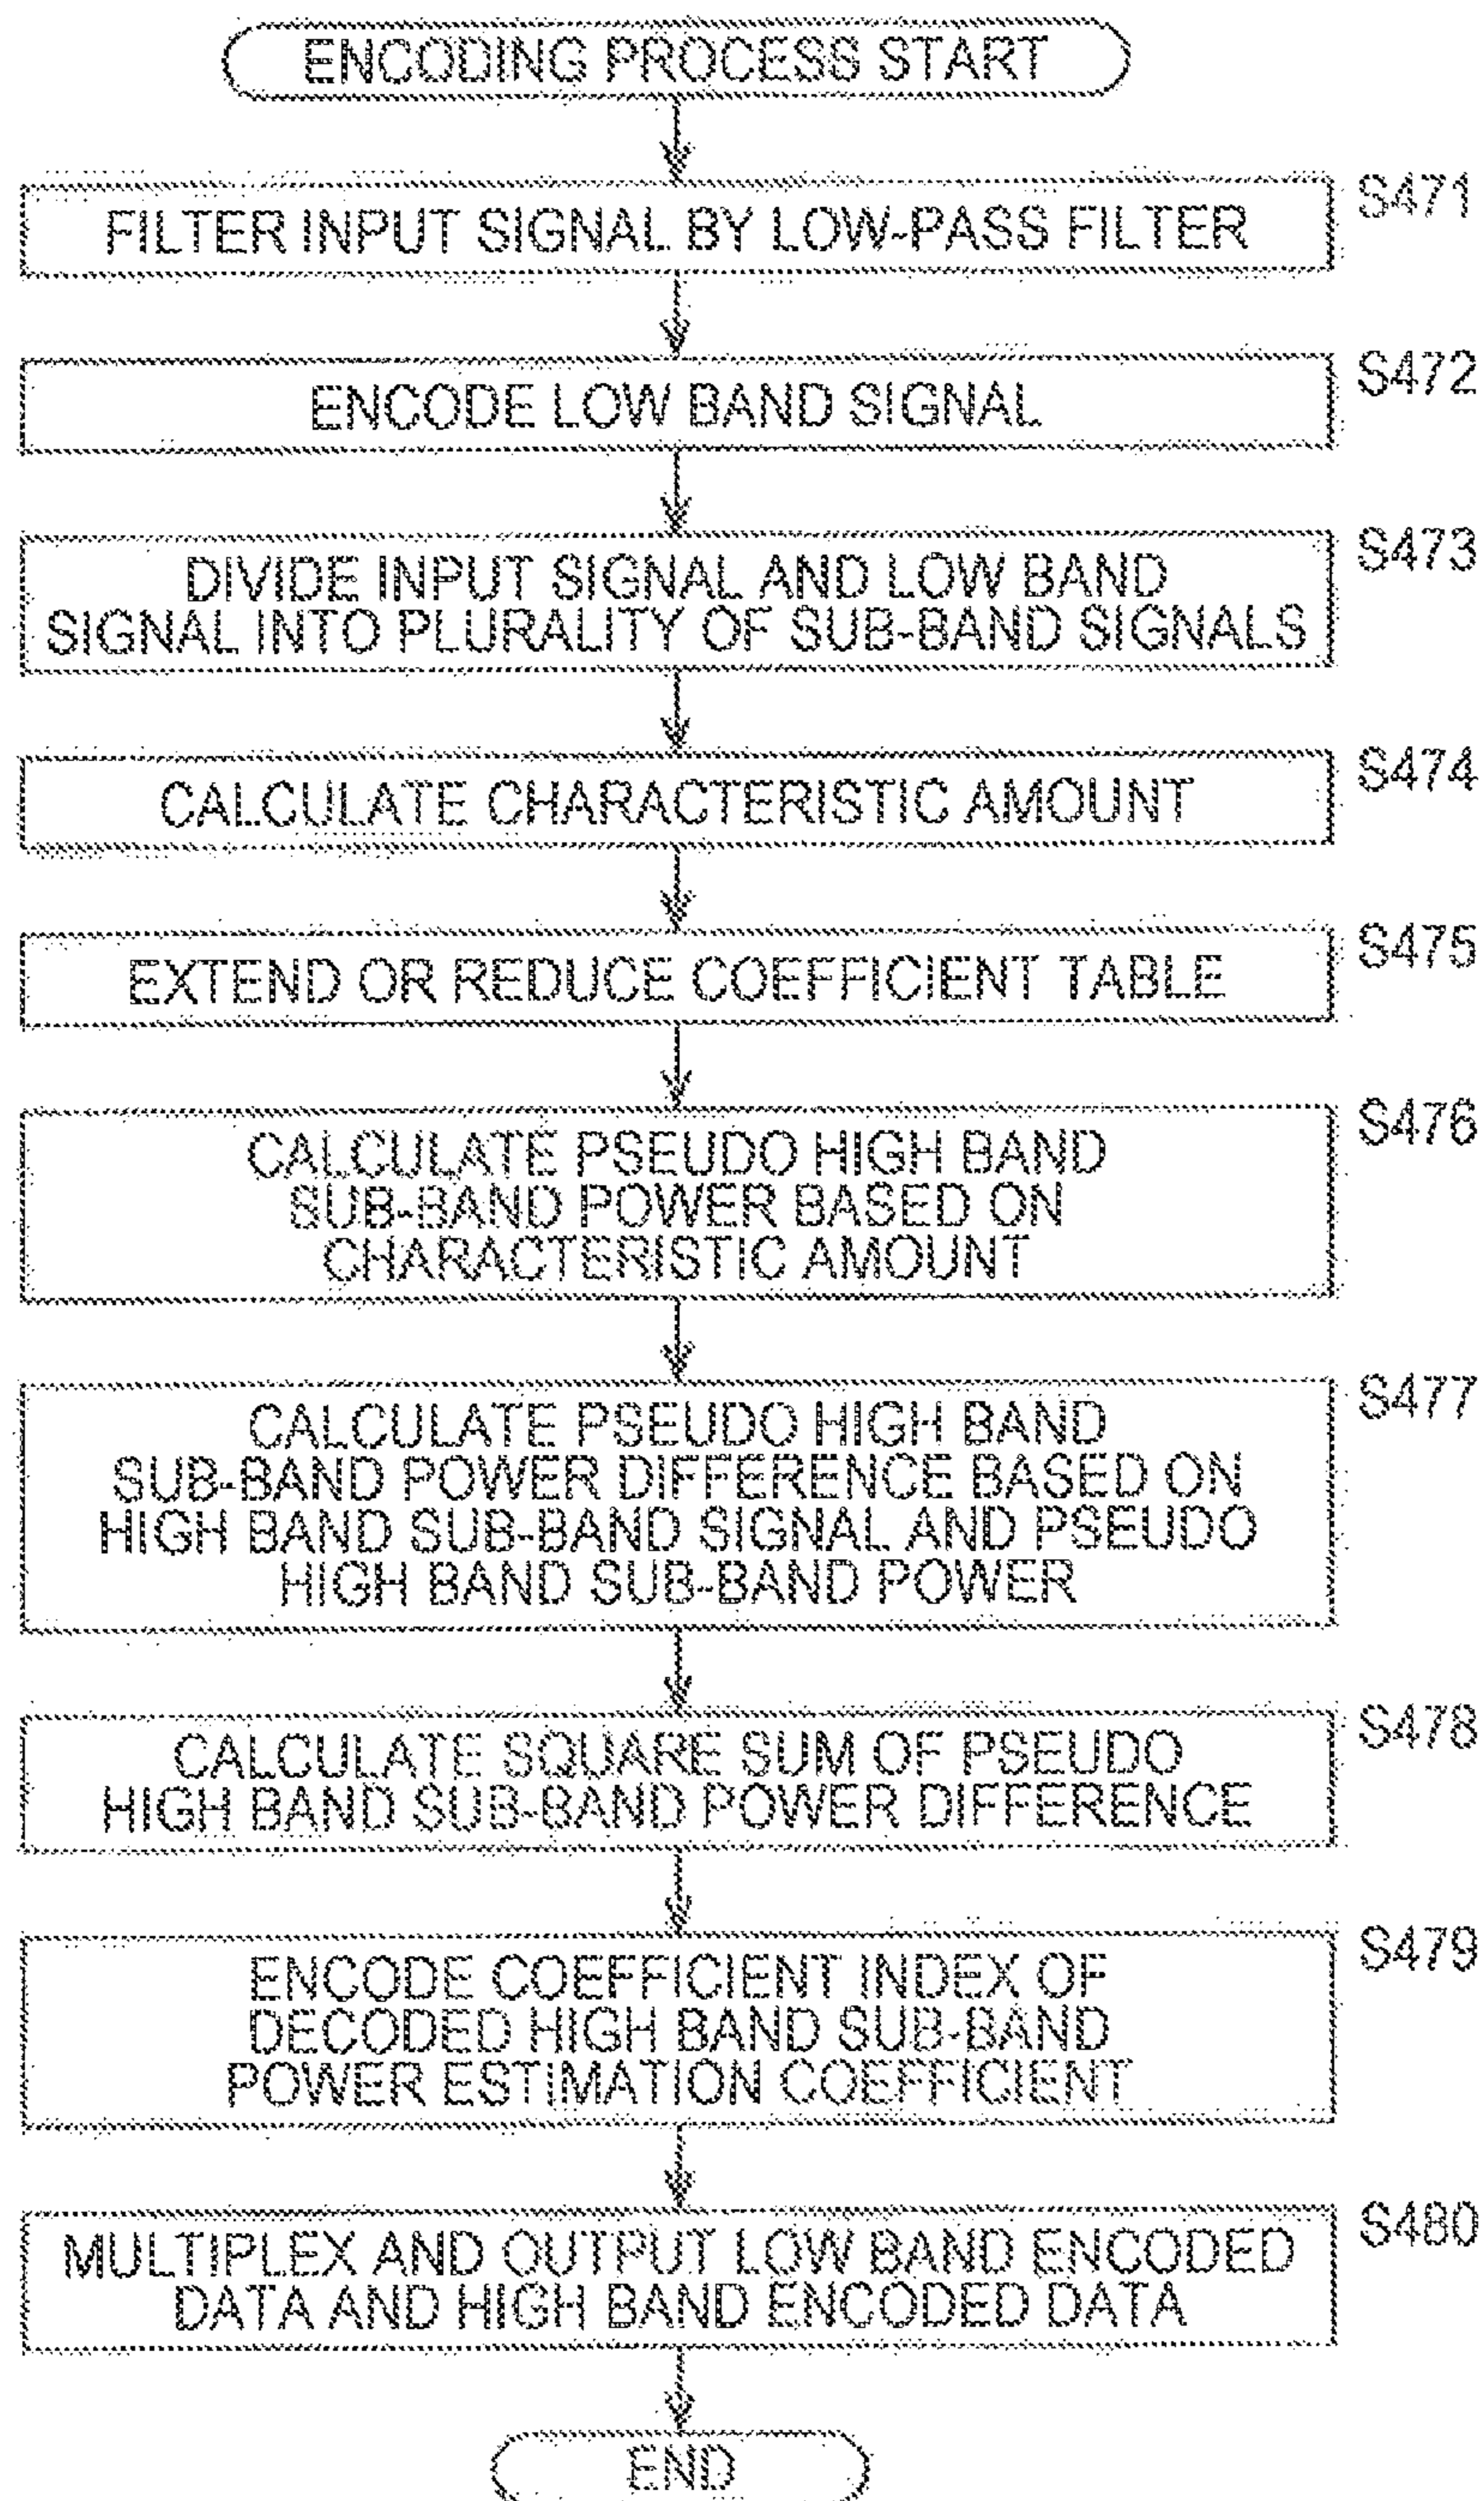 ENCODING PROCESS START
FILTER INPUT SIGNAL BY LOW-PASS FILTER
S471
ENCODE LOW BAND SIGNAL
S472
DIVIDE INPUT SIGNAL AND LOW BAND
SIGNAL INTO PLURALITY OF SUB-BAND SIGNALS
S473
CALCULATE CHARACTERISTIC AMOUNT
S474
EXTEND OR REDUCE COEFFICIENT TABLE
S475
CALCULATE PSEUDO HIGH BAND
SUB-BAND POWER BASED ON
CHARACTERISTIC AMOUNT
S476
CALCULATE PSEUDO HIGH BAND
SUB-BAND POWER DIFFERENCE BASED ON
HIGH BAND SUB-BAND SIGNAL AND PSEUDO
HIGH BAND SUB-BAND POWER
S477
CALCULATE SQUARE SUM OF PSEUDO
HIGH BAND SUB-BAND POWER DIFFERENCE
S478
ENCODE COEFFICIENT INDEX OF
DECODED HIGH BAND SUB-BAND
POWER ESTIMATION COEFFICIENT
S479
MULTIPLEX AND OUTPUT LOW BAND ENCODED
DATA AND HIGH BAND ENCODED DATA
S480
END